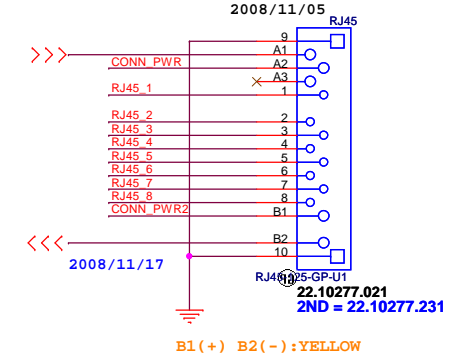 2008/11/05
RJ45
9
A1
CONN_PWR A2
A3
RJ45_1 1
RJ45_2 2
RJ45_3 3
RJ45_4 4
RJ45_5 5
RJ45_6 6
RJ45_7 7
RJ45_8 8
CONN_PWR2 B1
B2
10
2008/11/17
22.10277.021
2ND = 22.10277.231
B1(+) B2(-):YELLOW